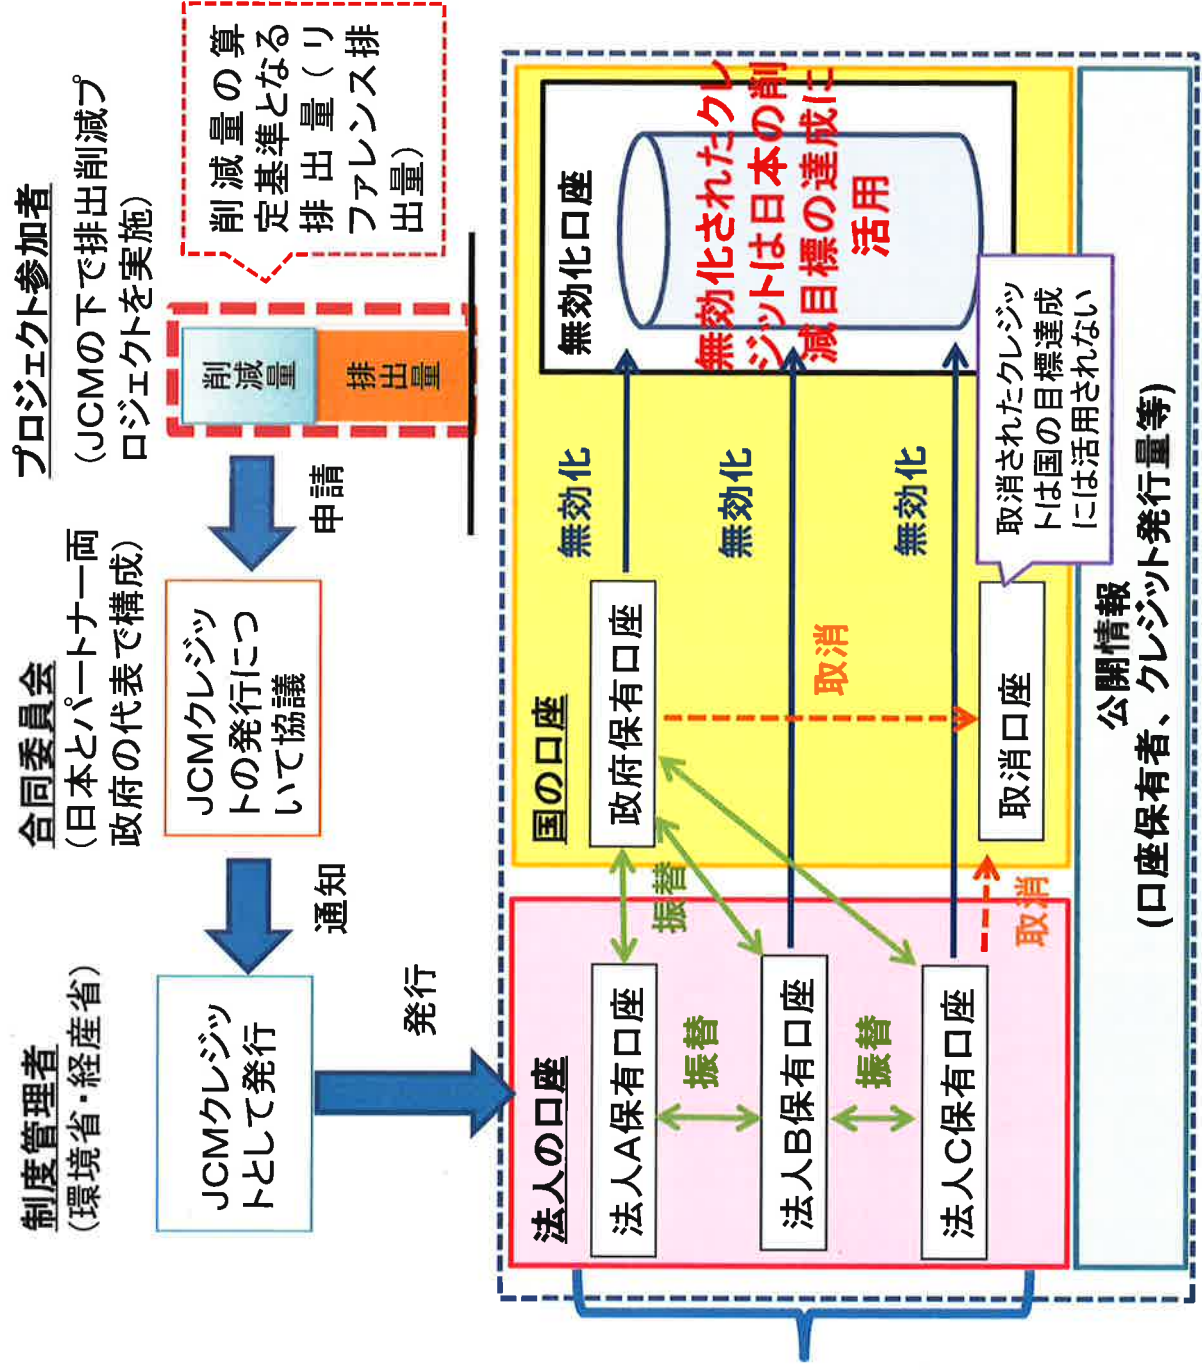 制度管理者
(環境省・経産省)
JCMクレジッ
トとして発行
発行
通知
合同委員会
(日本とパートナー両
政府の代表で構成)
JCMクレジッ
トの発行につ
いて協議
申請
プロジェクト参加者
(JCMの下で排出削減プ
ロジェクトを実施)
削減量
排出量
削減量の算
定基準となる
排出量(リ
ファレンス排
出量)
法人の口座
法人A保有口座
振替
法人B保有口座
振替
法人C保有口座
振替
取消
国の口座
政府保有口座
取消
取消口座
無効化
無効化
無効化
無効化口座
無効化されたクレ
ジットは日本の削
減目標の達成に
活用
取消されたクレジッ
トは国の目標達成
には活用されない
公開情報
(口座保有者、クレジット発行量等)